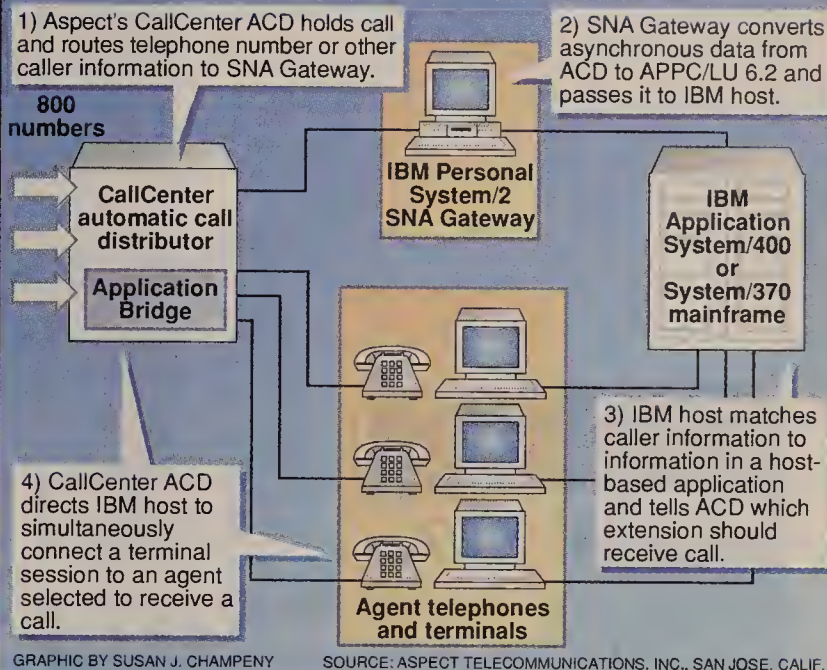 1) Aspect's CallCenter ACD holds call
and routes telephone number or other
caller information to SNA Gateway.
2) SNA Gateway converts
asynchronous data from
ACD to APPC/LU 6.2 and
passes it to IBM host.
800
numbers
CallCenter
automatic call
distributor
Application
Bridge
IBM Personal
System/2
SNA Gateway
IBM
Application
System/400
or
System/370
mainframe
3) IBM host matches
caller information to
information in a host-
based application
and tells ACD which
extension should
receive call.
4) CallCenter ACD
directs IBM host to
simultaneously
connect a terminal
session to an agent
selected to receive a
call.
Agent telephones
and terminals
GRAPHIC BY SUSAN J. CHAMPENY
SOURCE: ASPECT TELECOMMUNICATIONS, INC., SAN JOSE, CALIF.